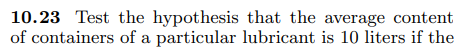 10.23 Test the hypothesis that the average content
of containers of a particular lubricant is 10 liters if the